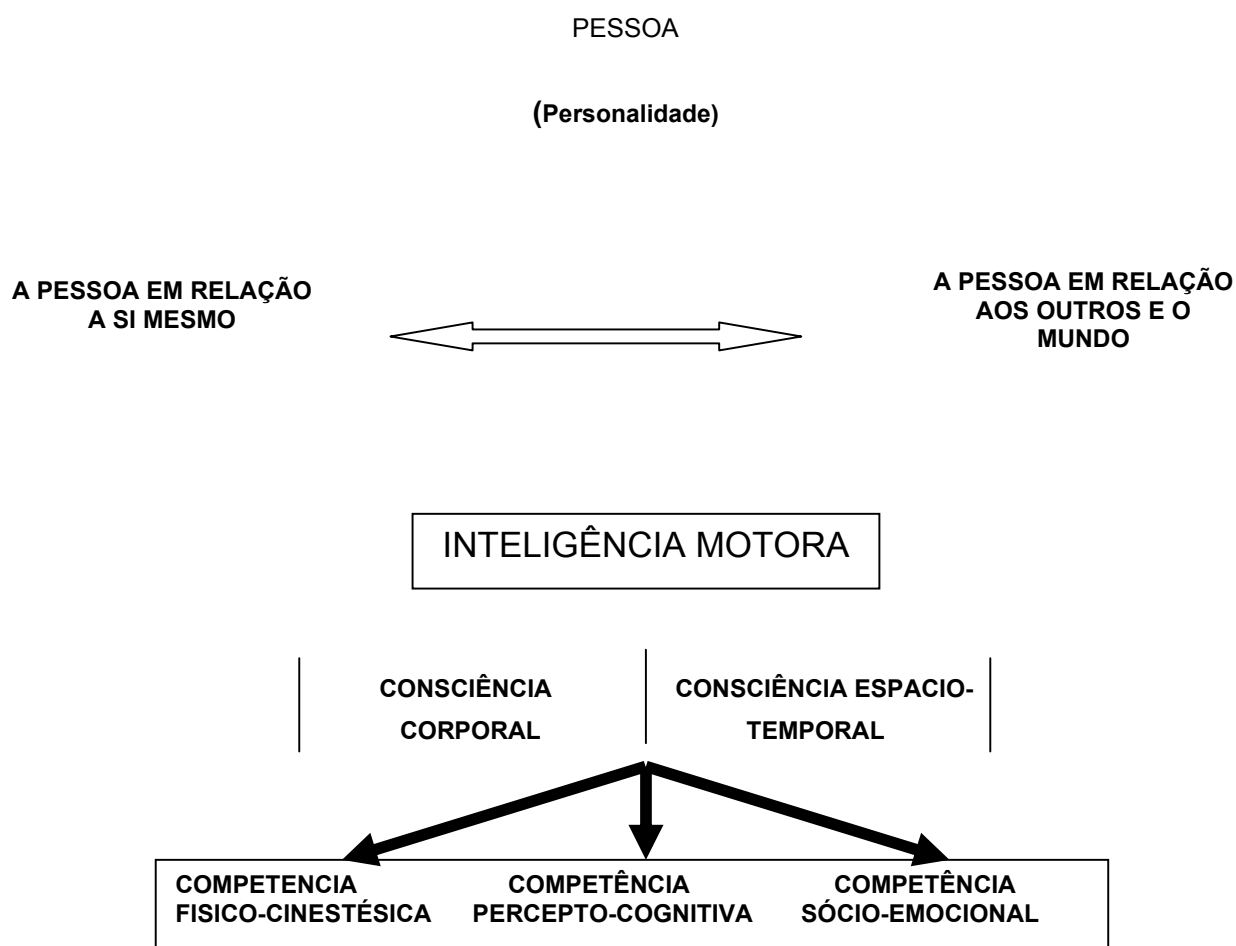 PESSOA
(Personalidade)
A PESSOA EM RELAÇÃO
A SI MESMO
A PESSOA EM RELAÇÃO
AOS OUTROS E O
MUNDO
INTELIGÊNCIA MOTORA
CONSCIÊNCIA
CORPORAL
CONSCIÊNCIA ESPACIO-
TEMPORAL
COMPETENCIA
FISICO-CINESTÉSICA
COMPETÊNCIA
PERCEPTO-COGNITIVA
COMPETÊNCIA
SÓCIO-EMOCIONAL